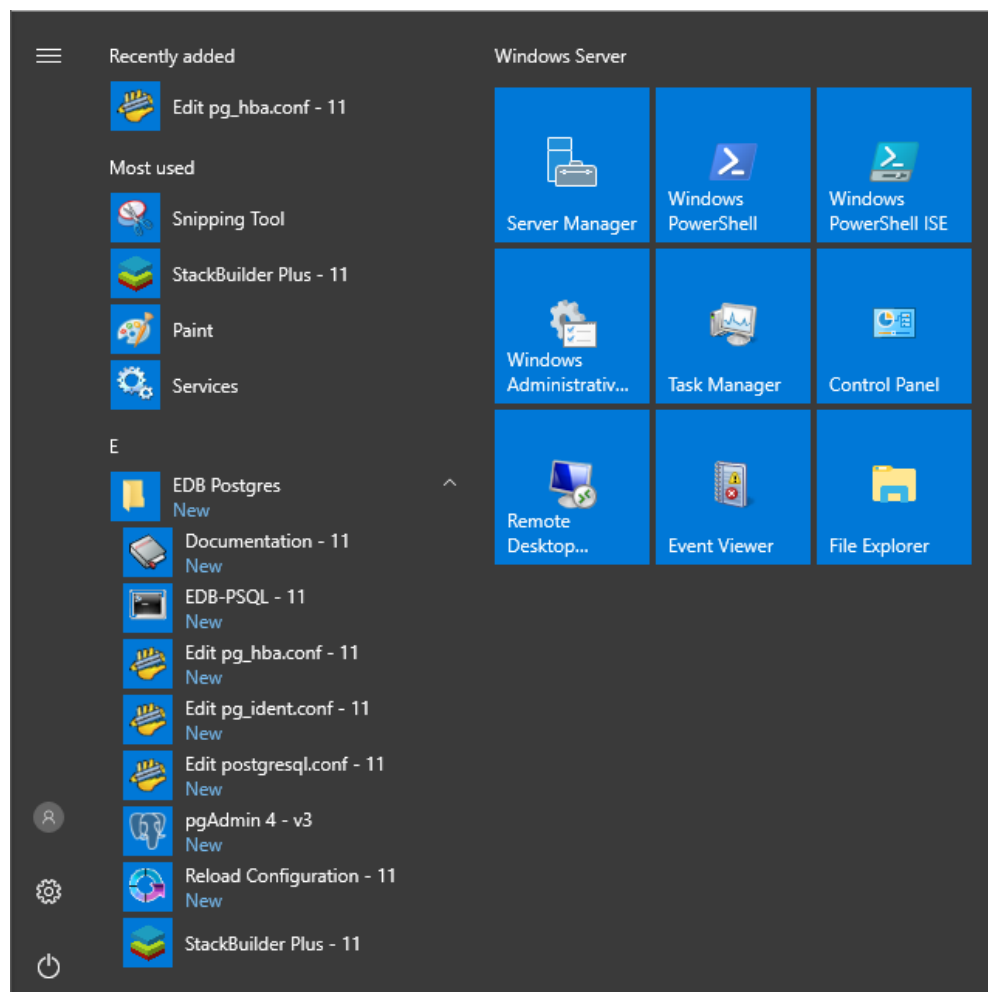 Recently added
Edit pg_hba.conf - 11
Most used
Snipping Tool
StackBuilder Plus - 11
Paint
Services
E
EDB Postgres
New
Documentation - 11
New
EDB-PSQL - 11
New
Edit pg_hba.conf - 11
New
Edit pg_ident.conf - 11
New
Edit postgresql.conf - 11
New
pgAdmin 4 - v3
New
Reload Configuration - 11
New
StackBuilder Plus - 11
Windows Server
Server Manager
Windows
PowerShell
Windows
PowerShell ISE
Windows
Administrativ...
Task Manager
Control Panel
Remote
Desktop...
Event Viewer
File Explorer